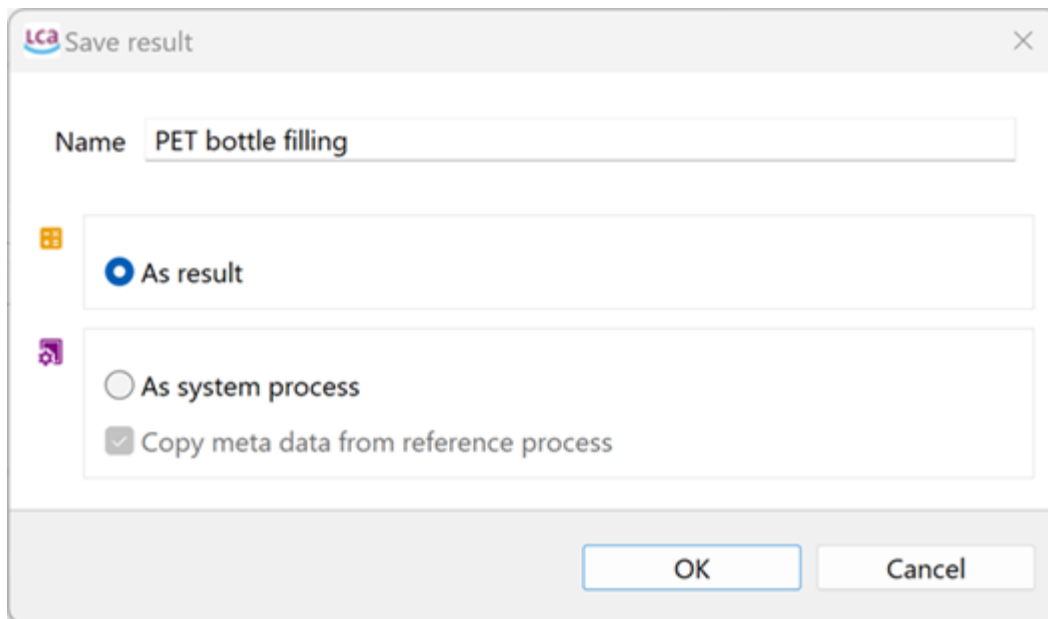 LCA Save result
Name PET bottle filling
As result
As system process
Copy meta data from reference process
OK Cancel